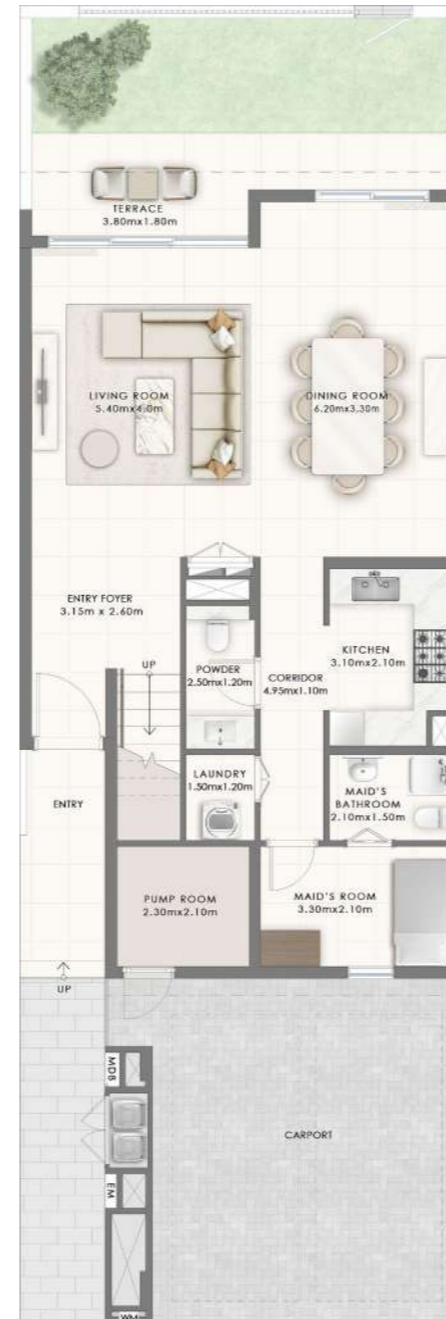 TERRACE
3.80mx1.80m
LIVING ROOM
5.40mx4.0m
DINING ROOM
6.20mx3.30m
ENTRY FOYER
3.15m x 2.60m
UP
POWDER
2.50mx1.20m
CORRIDOR
4.95mx1.10m
KITCHEN
3.10mx2.10m
LAUNDRY
1.50mx1.20m
ENTRY
MAID'S
BATHROOM
2.10mx1.50m
PUMP ROOM
2.30mx2.10m
MAID'S ROOM
3.30mx2.10m
UP
MDB
CARPORT
EM
WM